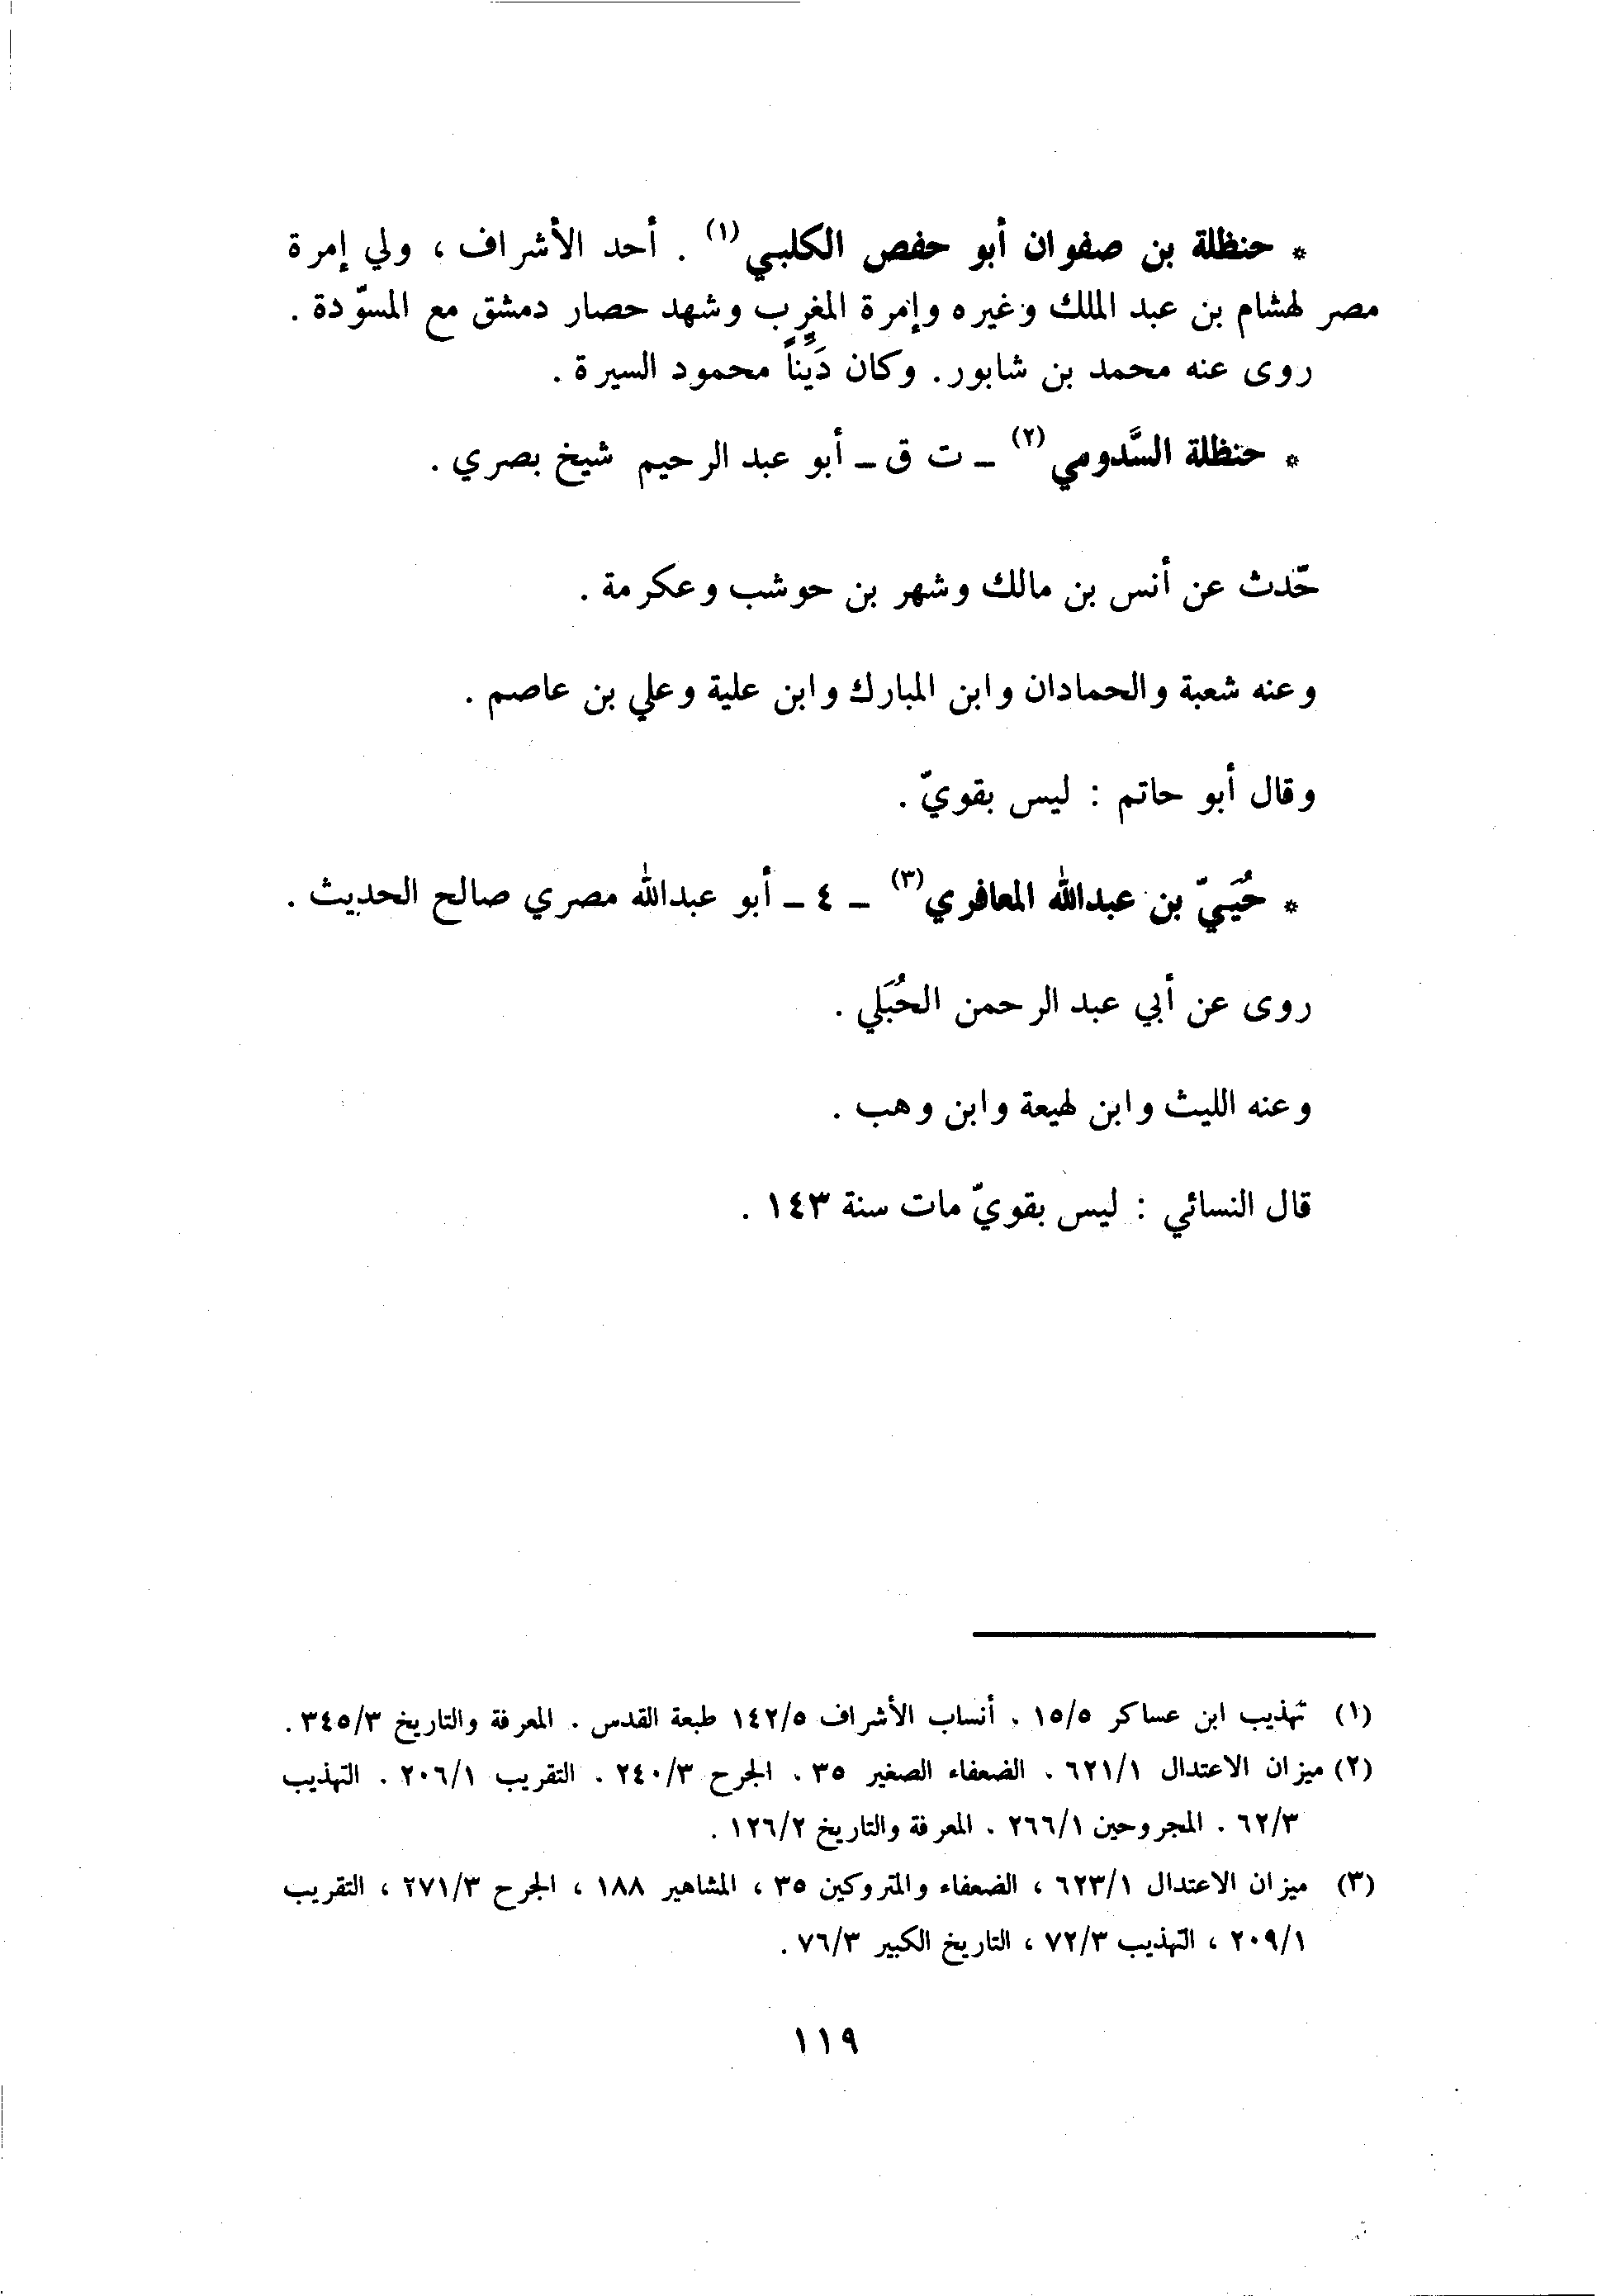 * حنظلة بن صفوان أبو حفص الكلبي (١) . أحد الأشراف ، ولي إمرة
مصر لهشام بن عبد الملك وغيره وإمرة المغرب وشهد حصار دمشق مع المسوّدة .
روى عنه محمد بن شابور. وكان دَيِّناً محمود السيرة .
* حنظلة السَّدومي (٢) ـ ت ق ـ أبو عبد الرحيم شيخ بصري .
حّدث عن أنس بن مالك وشهر بن حوشب وعكرمة .
وعنه شعبة والحمادان وابن المبارك وابن علية وعلي بن عاصم .
وقال أبو حاتم : ليس بقويّ .
* حُيَيّ بن عبدالله المعافري (٣) ـ ٤ ـ أبو عبدالله مصري صالح الحديث .
روى عن أبي عبد الرحمن الحُبَلي .
وعنه الليث وابن لهيعة وابن وهب .
قال النسائي : ليس بقويّ مات سنة ١٤٣ .
(١) تهذيب ابن عساكر ١٥/٥ . أنساب الأشراف ١٤٢/٥ طبعة القدس . المعرفة والتاريخ ٣٤٥/٣ .
(٢) ميزان الاعتدال ٦٢١/١ . الضعفاء الصغير ٣٥ . الجرح ٢٤٠/٣ . التقريب ٢٠٦/١ . التهذيب
٦٢/٣ . المجروحين ٢٦٦/١ . المعرفة والتاريخ ١٢٦/٢ .
(٣) ميزان الاعتدال ٦٢٣/١ ، الضعفاء والمتروكين ٣٥ ، المشاهير ١٨٨ ، الجرح ٢٧١/٣ ، التقريب
٢٠٩/١ ، التهذيب ٧٢/٣ ، التاريخ الكبير ٧٦/٣ .
١١٩